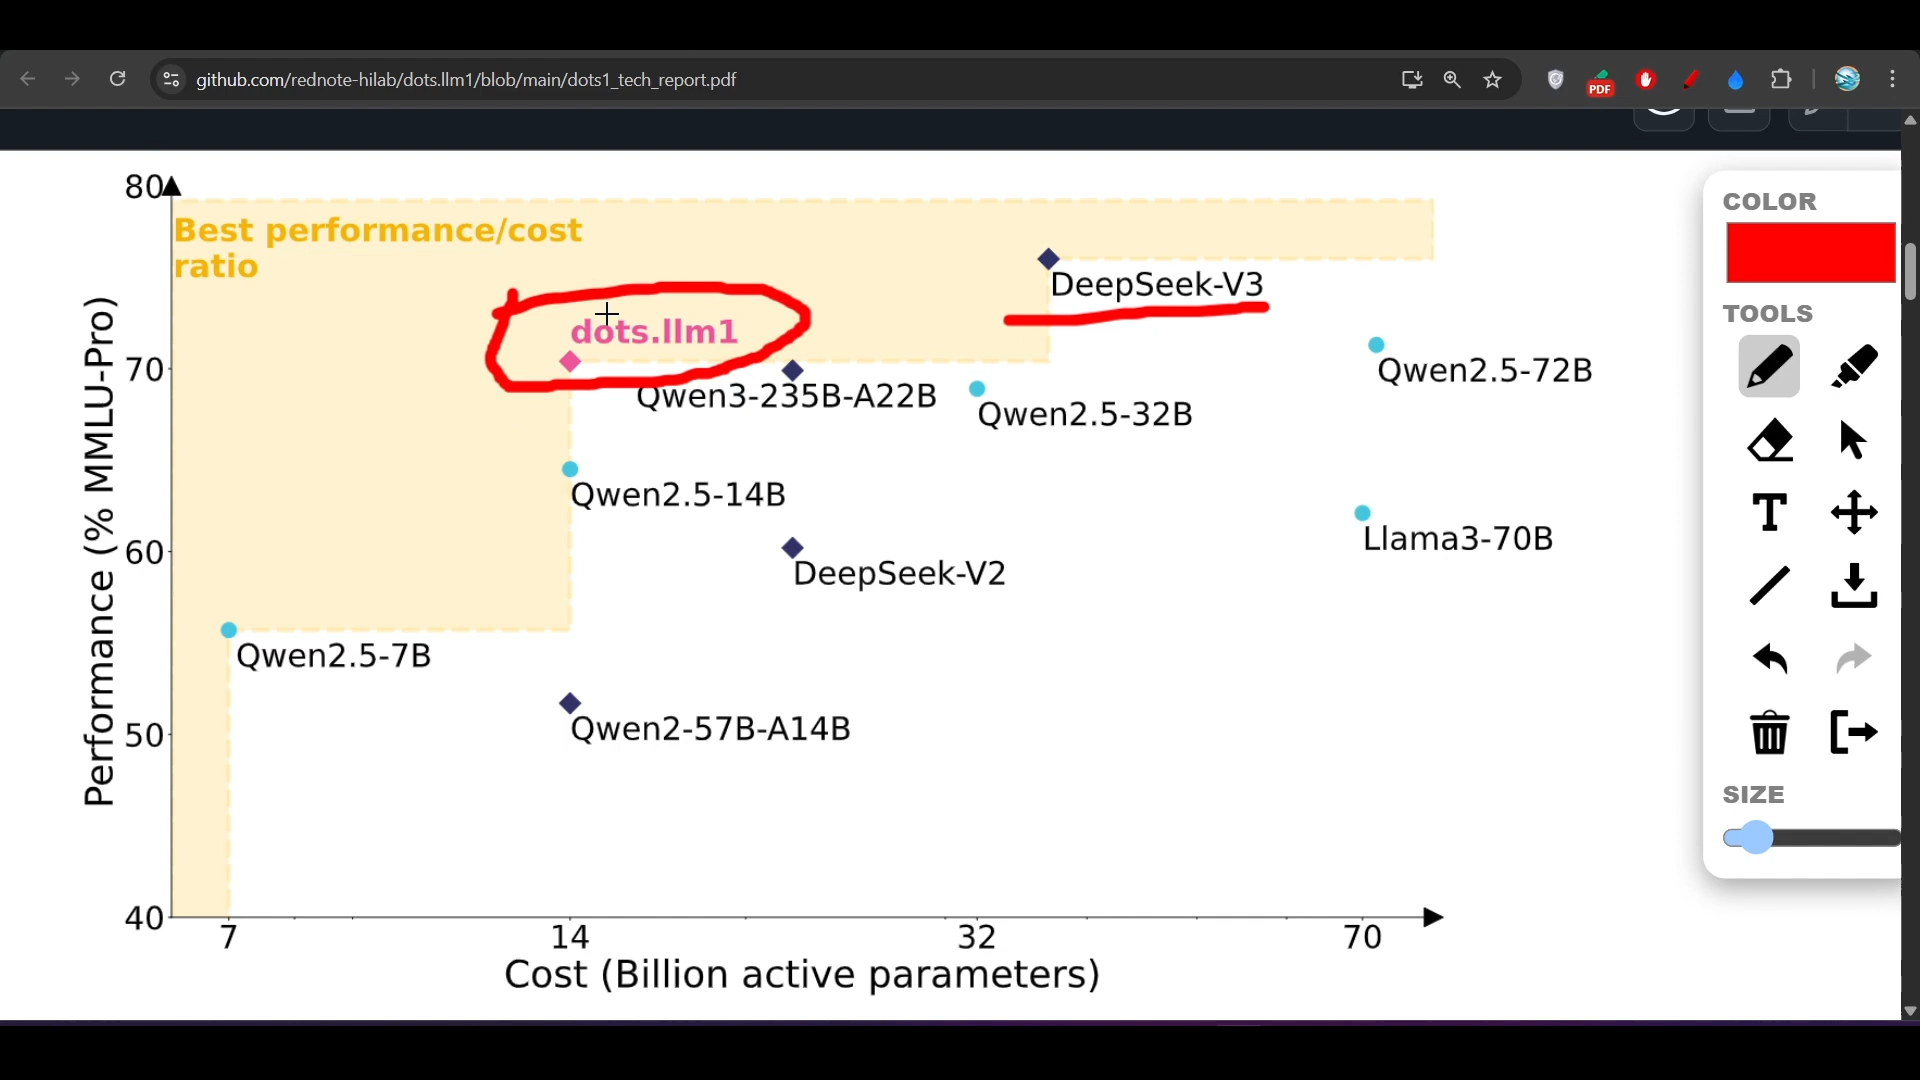 github.com/rednote-hilab/dots.llm1/blob/main/dots1_tech_report.pdf
PDF
COLOR
TOOLS
T
SIZE
80
70
60
50
40
Performance (% MMLU-Pro)
Best performance/cost
ratio
DeepSeek-V3
dots.llm1
Qwen2.5-72B
Qwen3-235B-A22B
Qwen2.5-32B
Qwen2.5-14B
Llama3-70B
DeepSeek-V2
Qwen2.5-7B
Qwen2-57B-A14B
7
14
32
70
Cost (Billion active parameters)